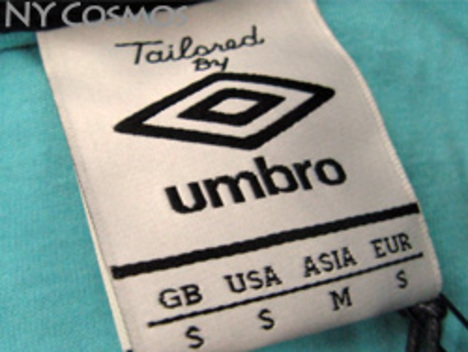 NY COSMOS
Tailored
By
umbro
GB USA ASIA EUR
S S M S